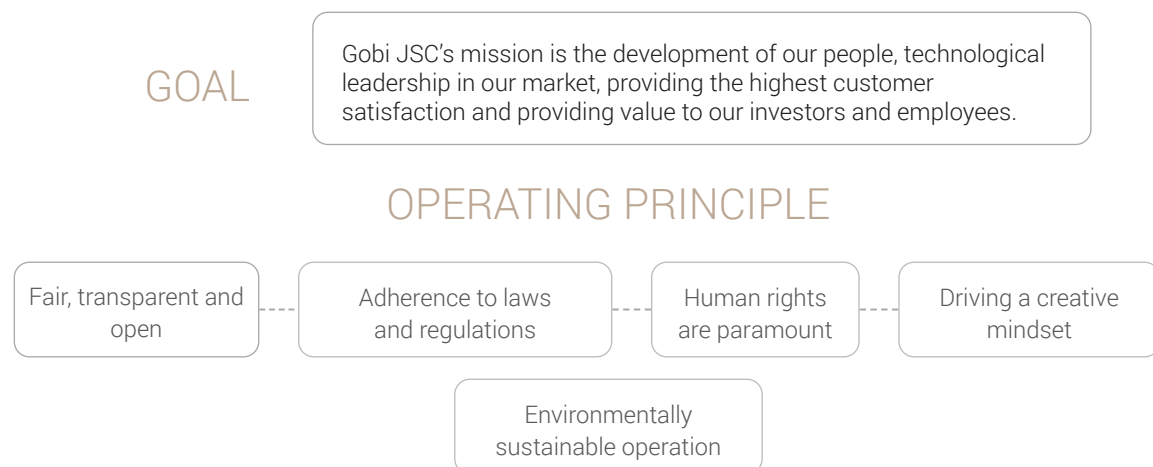 GOAL
Gobi JSC’s mission is the development of our people, technological
leadership in our market, providing the highest customer
satisfaction and providing value to our investors and employees.
OPERATING PRINCIPLE
Fair, transparent and
open
Adherence to laws
and regulations
Human rights
are paramount
Driving a creative
mindset
Environmentally
sustainable operation